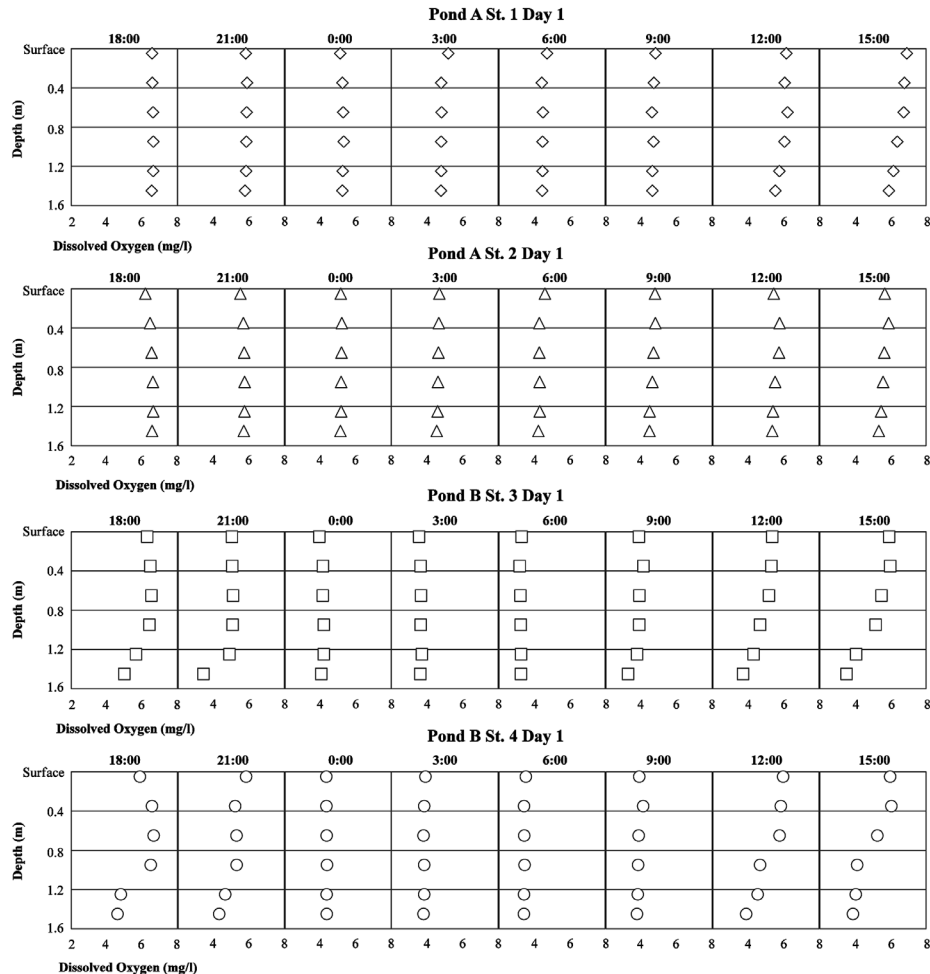 Pond A St. 1 Day 1
18:00 21:00 0:00 3:00 6:00 9:00 12:00 15:00
Surface
0.4
0.8
1.2
1.6
Depth (m)
2 6 8 4 6 8 4 6 8 4 6 8 4 6 8 4 6 8 4 6 8 4 6 8
Dissolved Oxygen (mg/l)
Pond A St. 2 Day 1
18:00 21:00 0:00 3:00 6:00 9:00 12:00 15:00
Surface
0.4
0.8
1.2
1.6
Depth (m)
2 6 8 4 6 8 4 6 8 4 6 8 4 6 8 4 6 8 4 6 8 4 6 8
Dissolved Oxygen (mg/l)
Pond B St. 3 Day 1
18:00 21:00 0:00 3:00 6:00 9:00 12:00 15:00
Surface
0.4
0.8
1.2
1.6
Depth (m)
2 4 6 8 4 6 8 4 6 8 4 6 8 4 6 8 4 6 8 4 6 8 4 6 8
Dissolved Oxygen (mg/l)
Pond B St. 4 Day 1
18:00 21:00 0:00 3:00 6:00 9:00 12:00 15:00
Surface
0.4
0.8
1.2
1.6
Depth (m)
2 4 6 8 4 6 8 4 6 8 4 6 8 4 6 8 4 6 8 4 6 8 4 6 8
Dissolved Oxygen (mg/l)